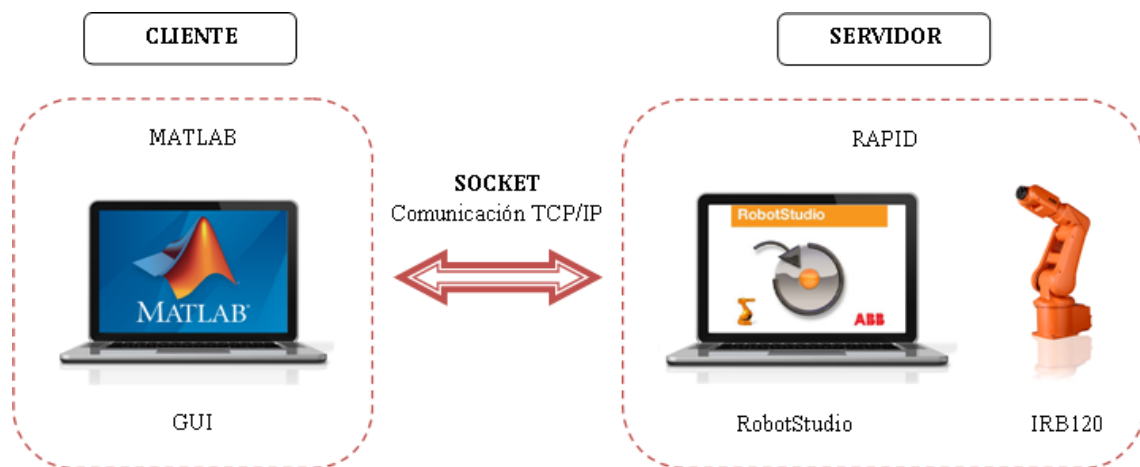 CLIENTE
SERVIDOR
MATLAB
MATLAB
GUI
SOCKET
Comunicación TCP/IP
RAPID
RobotStudio
ABB
RobotStudio
IRB120